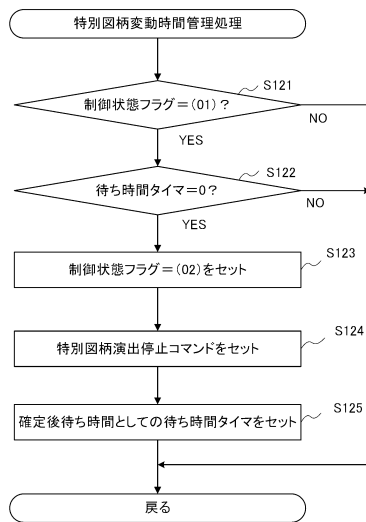 特別図柄変動時間管理処理
S121
制御状態フラグ=(01)?
NO
YES
S122
待ち時間タイマ=0?
NO
YES
S123
制御状態フラグ=(02)をセット
S124
特別図柄演出停止コマンドをセット
S125
確定後待ち時間としての待ち時間タイマをセット
戻る